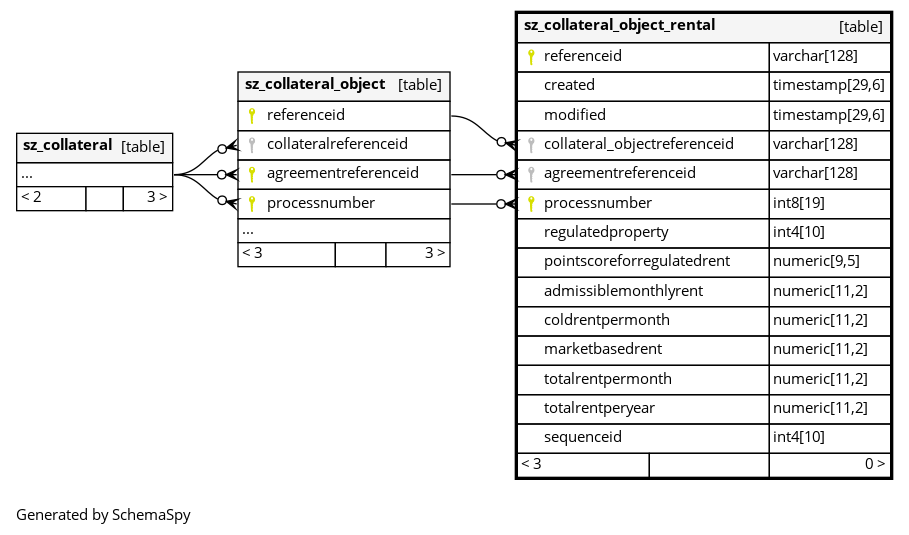 sz_collateral [table]
...
< 2 3 >
sz_collateral_object [table]
referenceid
collateralreferenceid
agreementreferenceid
processnumber
...
< 3 3 >
sz_collateral_object_rental [table]
referenceid varchar[128]
created timestamp[29,6]
modified timestamp[29,6]
collateral_objectreferenceid varchar[128]
agreementreferenceid varchar[128]
processnumber int8[19]
regulatedproperty int4[10]
pointscoreforregulatedrent numeric[9,5]
admissiblemonthlyrent numeric[11,2]
coldrentpermonth numeric[11,2]
marketbasedrent numeric[11,2]
totalrentpermonth numeric[11,2]
totalrentperyear numeric[11,2]
sequenceid int4[10]
< 3 0 >
Generated by SchemaSpy